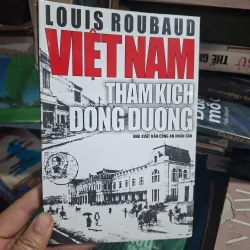 LOUIS ROUBAUD
VIỆT NAM
THẢM KỊCH
ĐÔNG DƯƠNG
NHÀ XUẤT BẢN CÔNG AN NHÂN DÂN